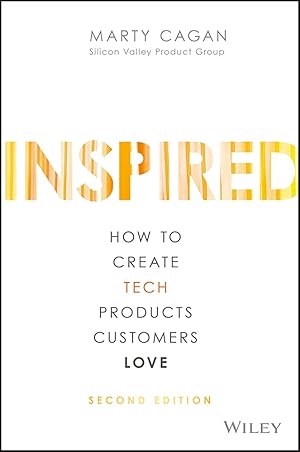 MARTY CAGAN
Silicon Valley Product Group
INSPIRED
HOW TO
CREATE
TECH
PRODUCTS
CUSTOMERS
LOVE
SECOND EDITION
WILEY